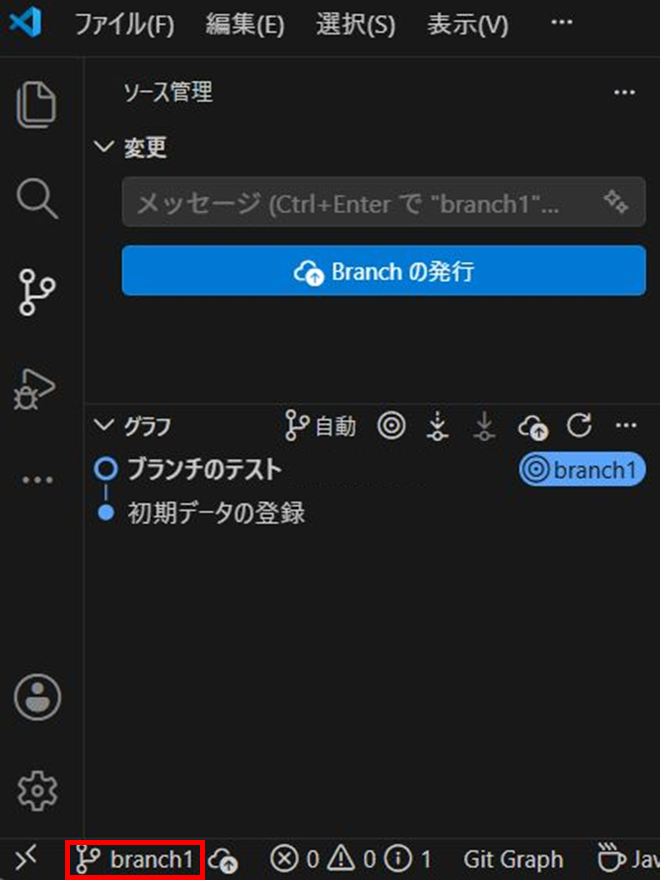 ファイル(F) 編集(E) 選択(S) 表示(V) …
ソース管理 …
変更
メッセージ (Ctrl+Enter で "branch1"...
Branch の発行
グラフ 自動 …
ブランチのテスト branch1
初期データの登録
branch1 0 0 1 Git Graph Jav